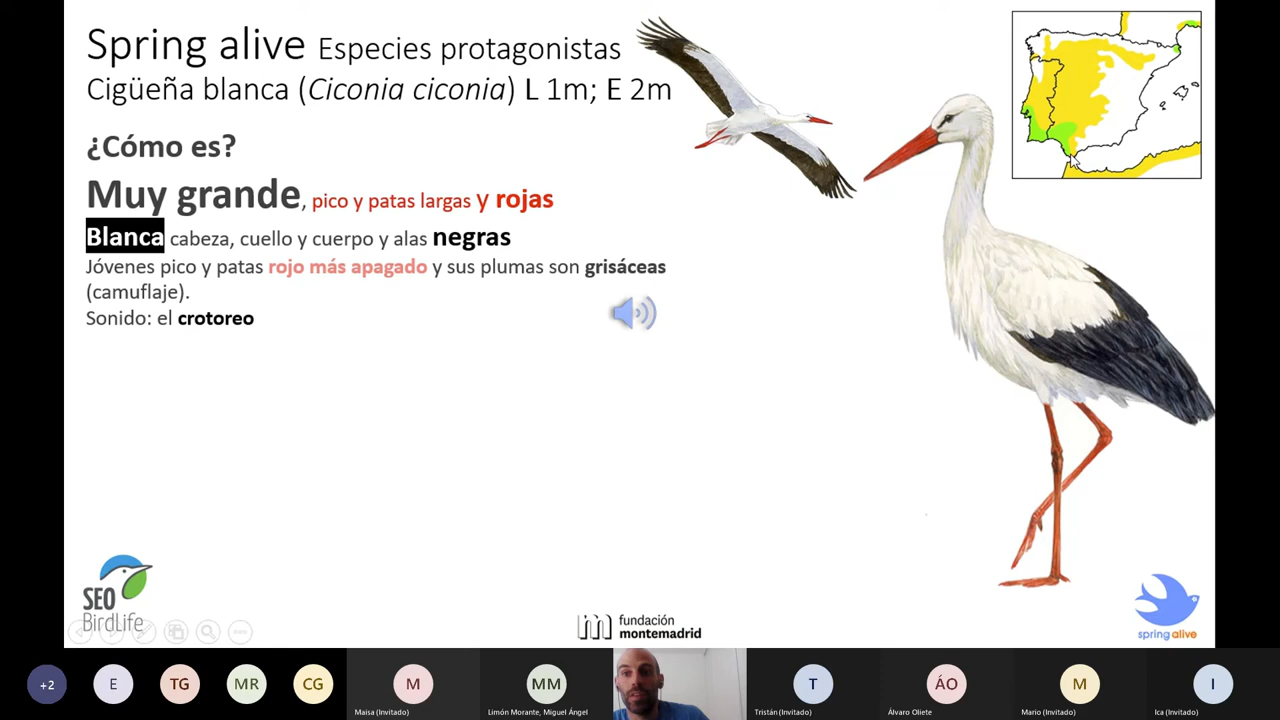 Spring alive Especies protagonistas
Cigüeña blanca (Ciconia ciconia) L 1m; E 2m
¿Cómo es?
Muy grande, pico y patas largas y rojas
Blanca cabeza, cuello y cuerpo y alas negras
Jóvenes pico y patas rojo más apagado y sus plumas son grisáceas
(camuflaje).
Sonido: el crotoreo
SEO
BirdLife
fundación
montemadrid
spring alive
+2
E
TG
MR
CG
M
MM
T
ÁO
M
I
Maisa (Invitado)
Limón Morante, Miguel Ángel
Tristán (Invitado)
Álvaro Oliete
Mario (Invitado)
Ica (Invitado)